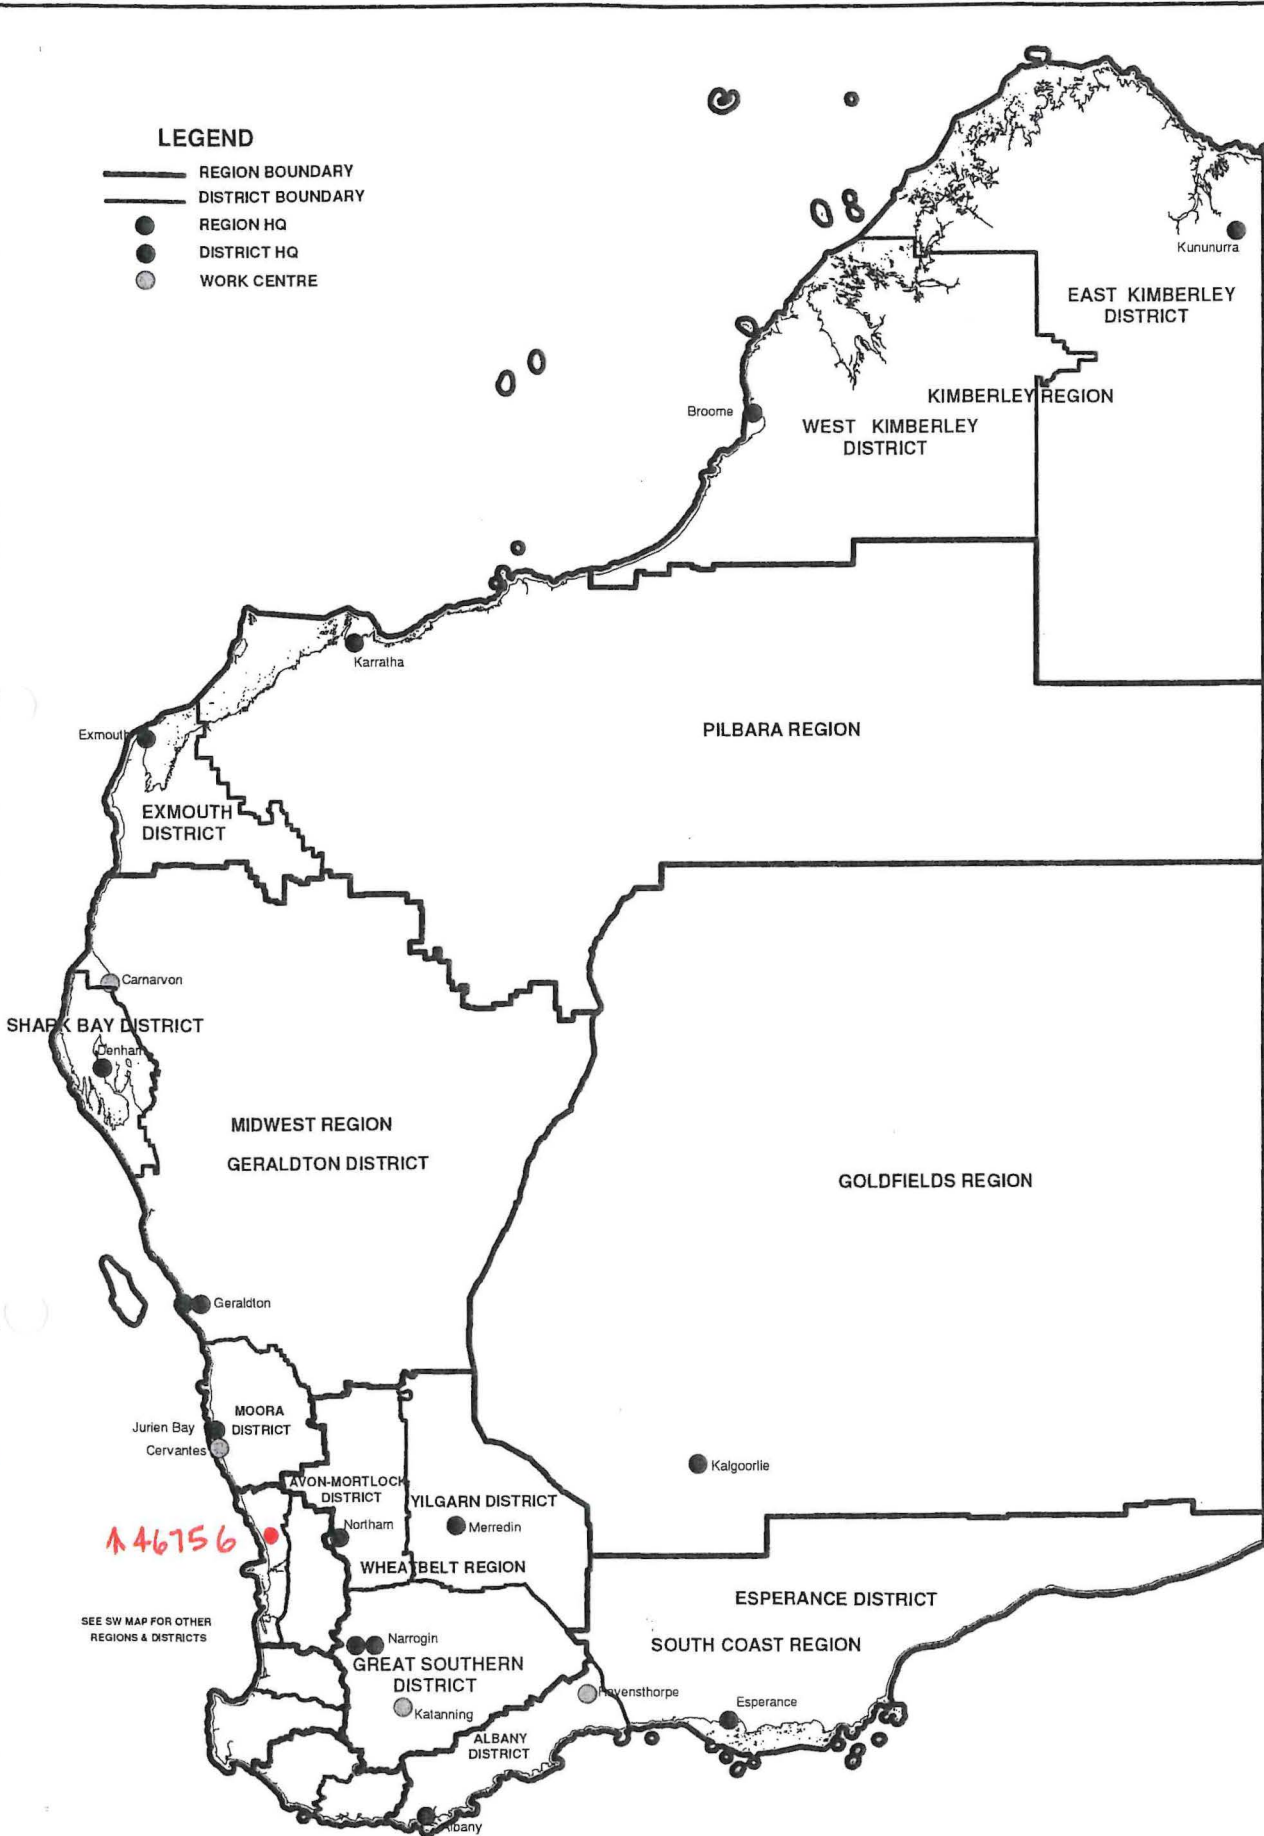 LEGEND
REGION BOUNDARY
DISTRICT BOUNDARY
REGION HQ
DISTRICT HQ
WORK CENTRE
Kununurra
EAST KIMBERLEY
DISTRICT
KIMBERLEY REGION
Broome
WEST KIMBERLEY
DISTRICT
Karratha
PILBARA REGION
Exmouth
EXMOUTH
DISTRICT
Carnarvon
SHARK BAY DISTRICT
Denham
MIDWEST REGION
GERALDTON DISTRICT
GOLDFIELDS REGION
Geraldton
MOORA
DISTRICT
Jurien Bay
Cervantes
Kalgoorlie
AVON-MORTLOCK
DISTRICT
YILGARN DISTRICT
Northam
Merredin
46756
WHEATBELT REGION
ESPERANCE DISTRICT
SEE SW MAP FOR OTHER
REGIONS & DISTRICTS
SOUTH COAST REGION
Narrogin
GREAT SOUTHERN
DISTRICT
Ravensthorpe
Katanning
Esperance
ALBANY
DISTRICT
Albany